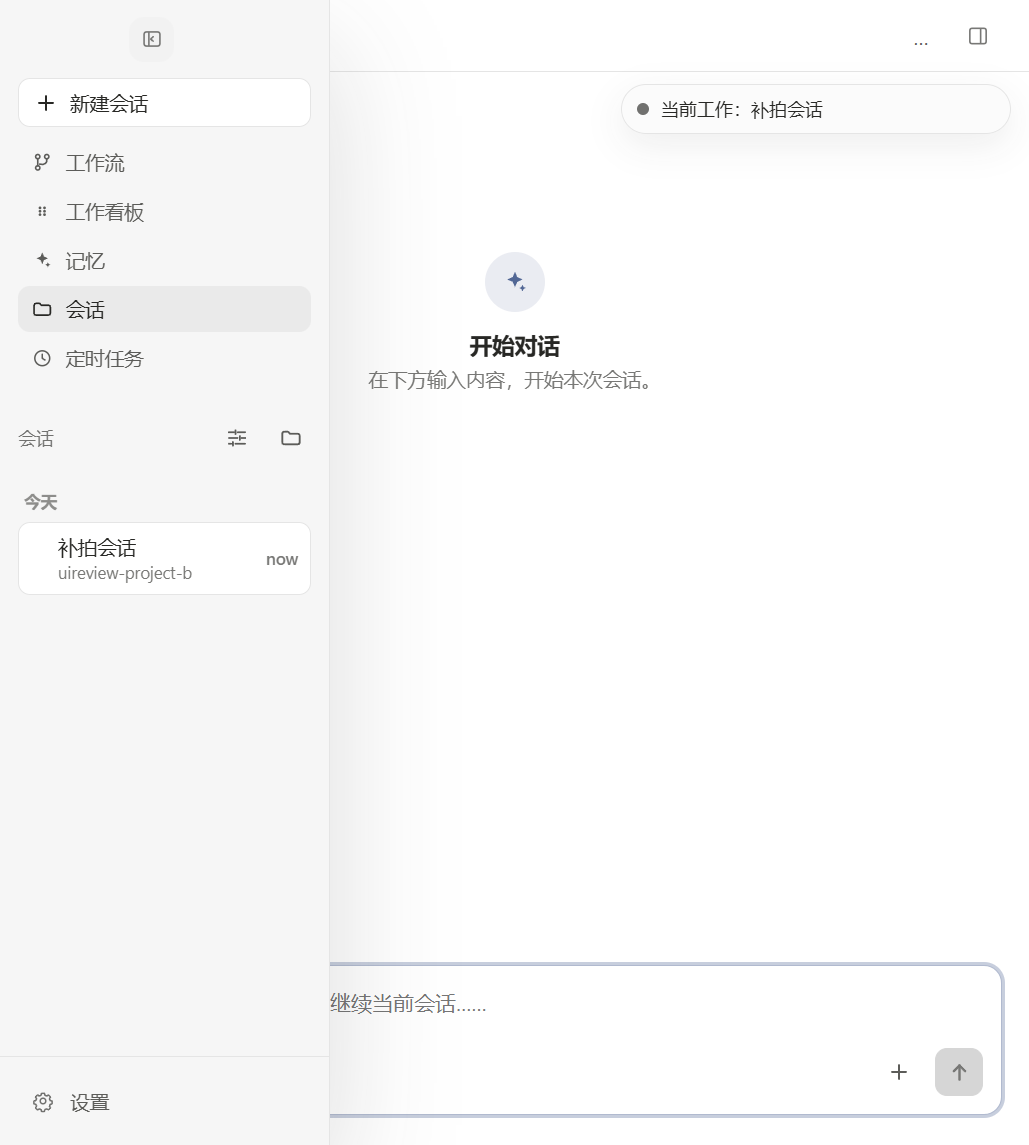 新建会话
工作流
工作看板
记忆
会话
定时任务
会话
今天
补拍会话
now
uireview-project-b
设置
...
当前工作：补拍会话
开始对话
在下方输入内容，开始本次会话。
继续当前会话......